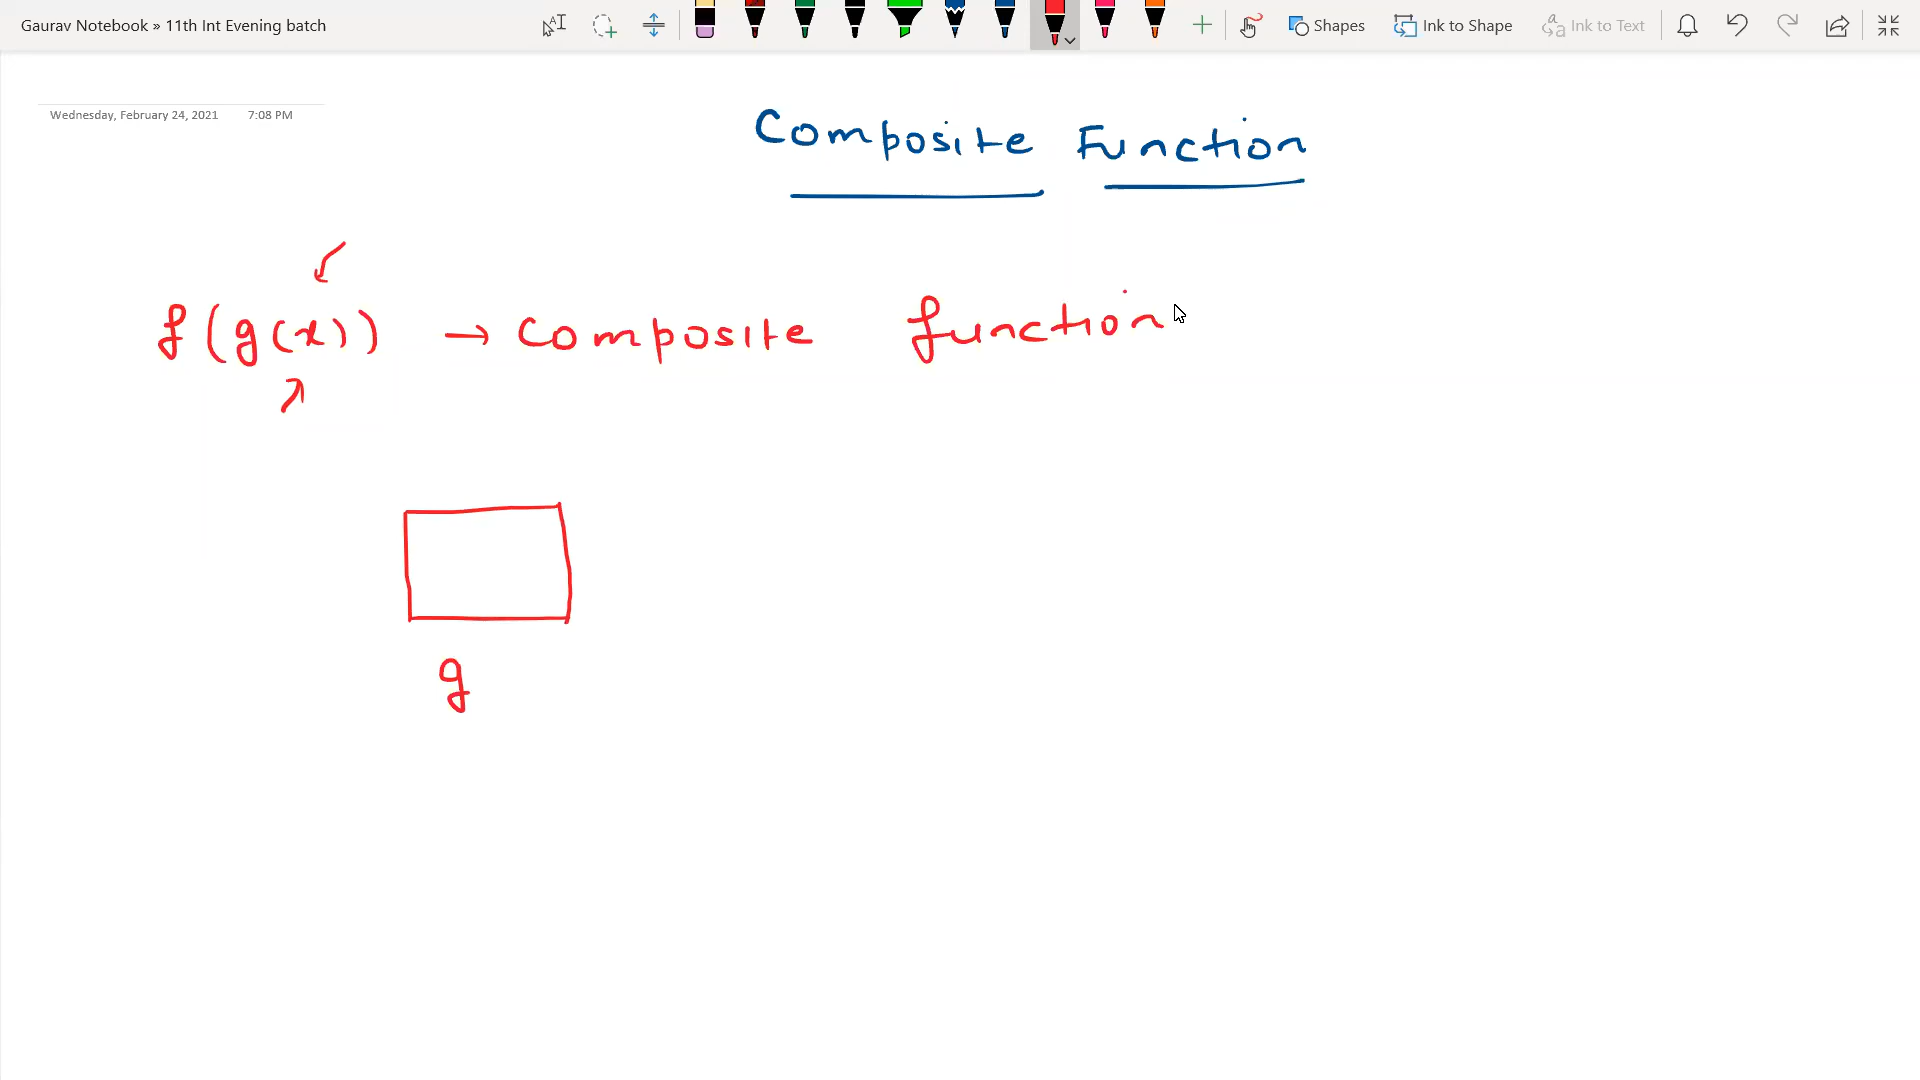 Gaurav Notebook » 11th Int Evening batch
Shapes
Ink to Shape
Ink to Text
Wednesday, February 24, 2021 7:08 PM
Composite Function
f(g(x)) → composite function
g